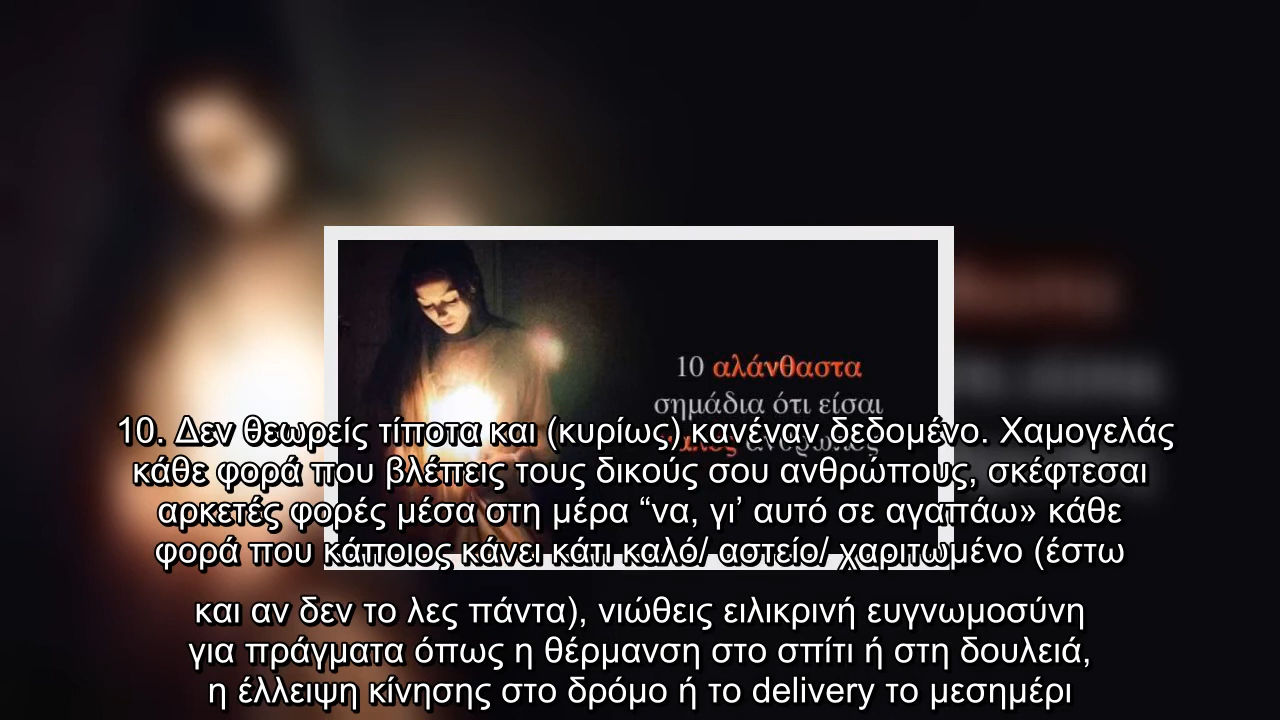 10 αλάνθαστα
σημάδια ότι είσαι
10. Δεν θεωρείς τίποτα και (κυρίως) κανέναν δεδομένο. Χαμογελάς
κάθε φορά που βλέπεις τους δικούς σου ανθρώπους, σκέφτεσαι
αρκετές φορές μέσα στη μέρα “να, γι’ αυτό σε αγαπάω» κάθε
φορά που κάποιος κάνει κάτι καλό/ αστείο/ χαριτωμένο (έστω
και αν δεν το λες πάντα), νιώθεις ειλικρινή ευγνωμοσύνη
για πράγματα όπως η θέρμανση στο σπίτι ή στη δουλειά,
η έλλειψη κίνησης στο δρόμο ή το delivery το μεσημέρι